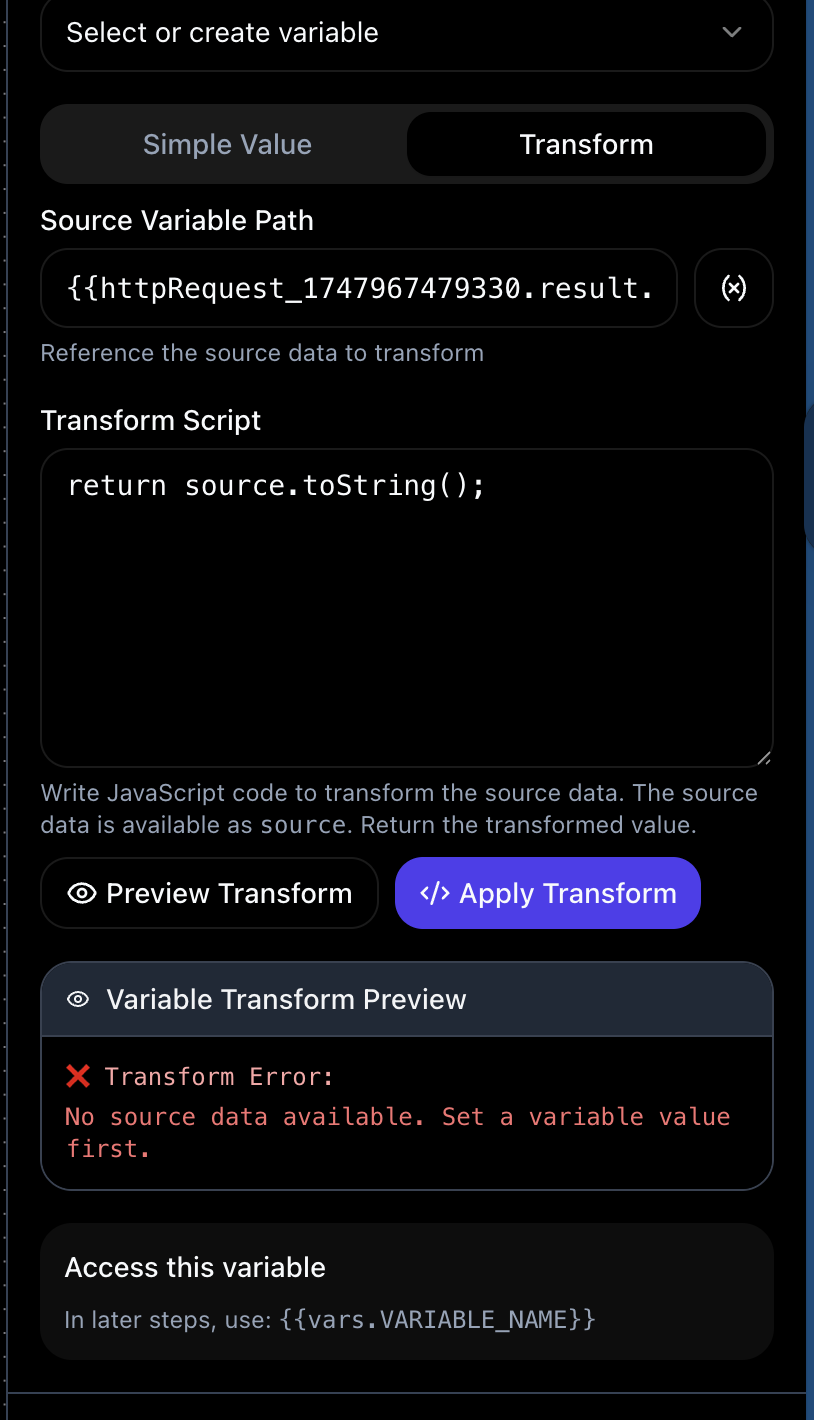 Select or create variable
Simple Value
Transform
Source Variable Path
{{httpRequest_1747967479330.result.
(x)
Reference the source data to transform
Transform Script
return source.toString();
Write JavaScript code to transform the source data. The source
data is available as source. Return the transformed value.
Preview Transform
</> Apply Transform
Variable Transform Preview
❌ Transform Error:
No source data available. Set a variable value
first.
Access this variable
In later steps, use: {{vars.VARIABLE_NAME}}